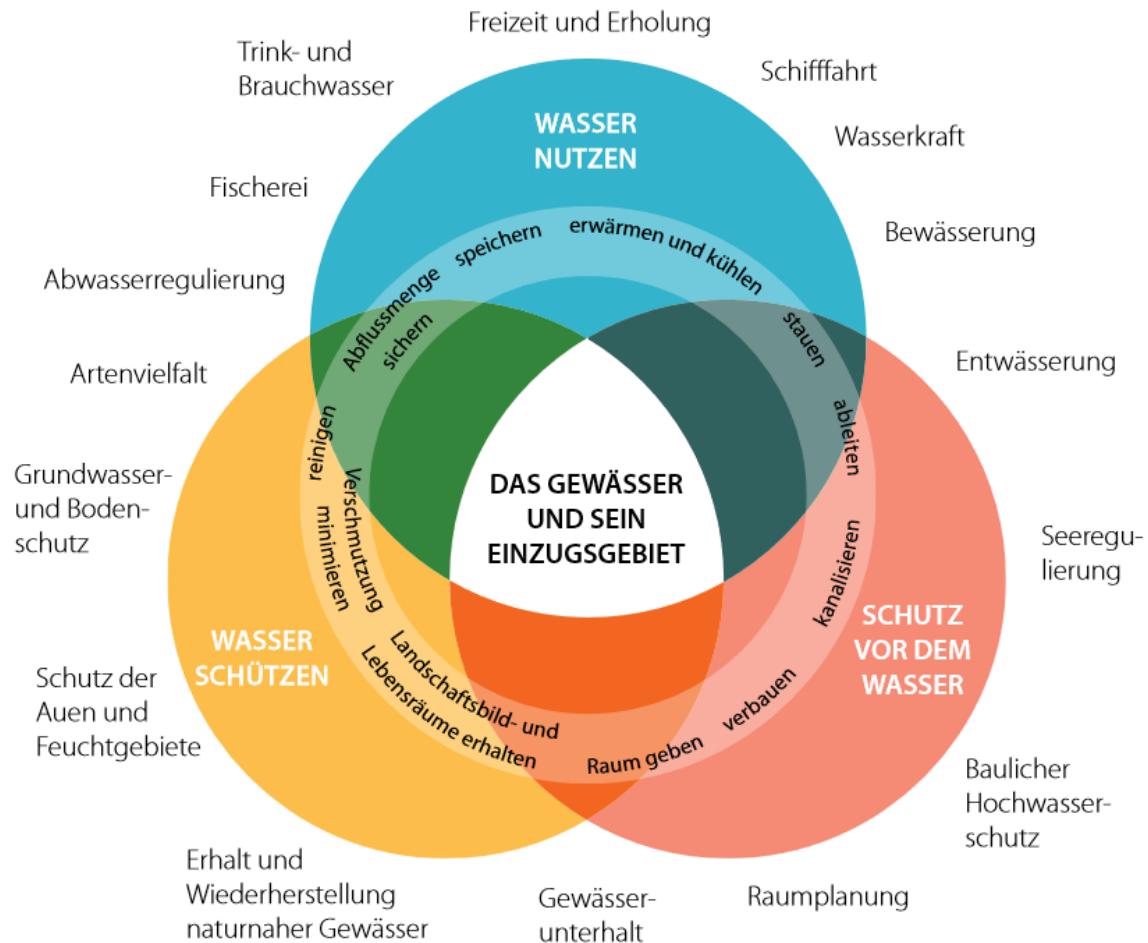 Freizeit und Erholung
Trink- und
Brauchwasser
Schifffahrt
WASSER
NUTZEN
Wasserkraft
Fischerei
Bewässerung
speichern
erwärmen und kühlen
Abwasserregulierung
Abflussmenge
sichern
stauen
Entwässerung
Artenvielfalt
reinigen
ableiten
Grundwasser-
und Boden-
schutz
Verschmutzung
minimieren
DAS GEWÄSSER
UND SEIN
EINZUGSGEBIET
Seeregu-
lierung
kanalisieren
WASSER
SCHÜTZEN
SCHUTZ
VOR DEM
WASSER
Landschaftsbild- und
Lebensräume erhalten
Raum geben
verbauen
Schutz der
Auen und
Feuchtgebiete
Baulicher
Hochwasser-
schutz
Erhalt und
Wiederherstellung
naturnaher Gewässer
Gewässer-
unterhalt
Raumplanung